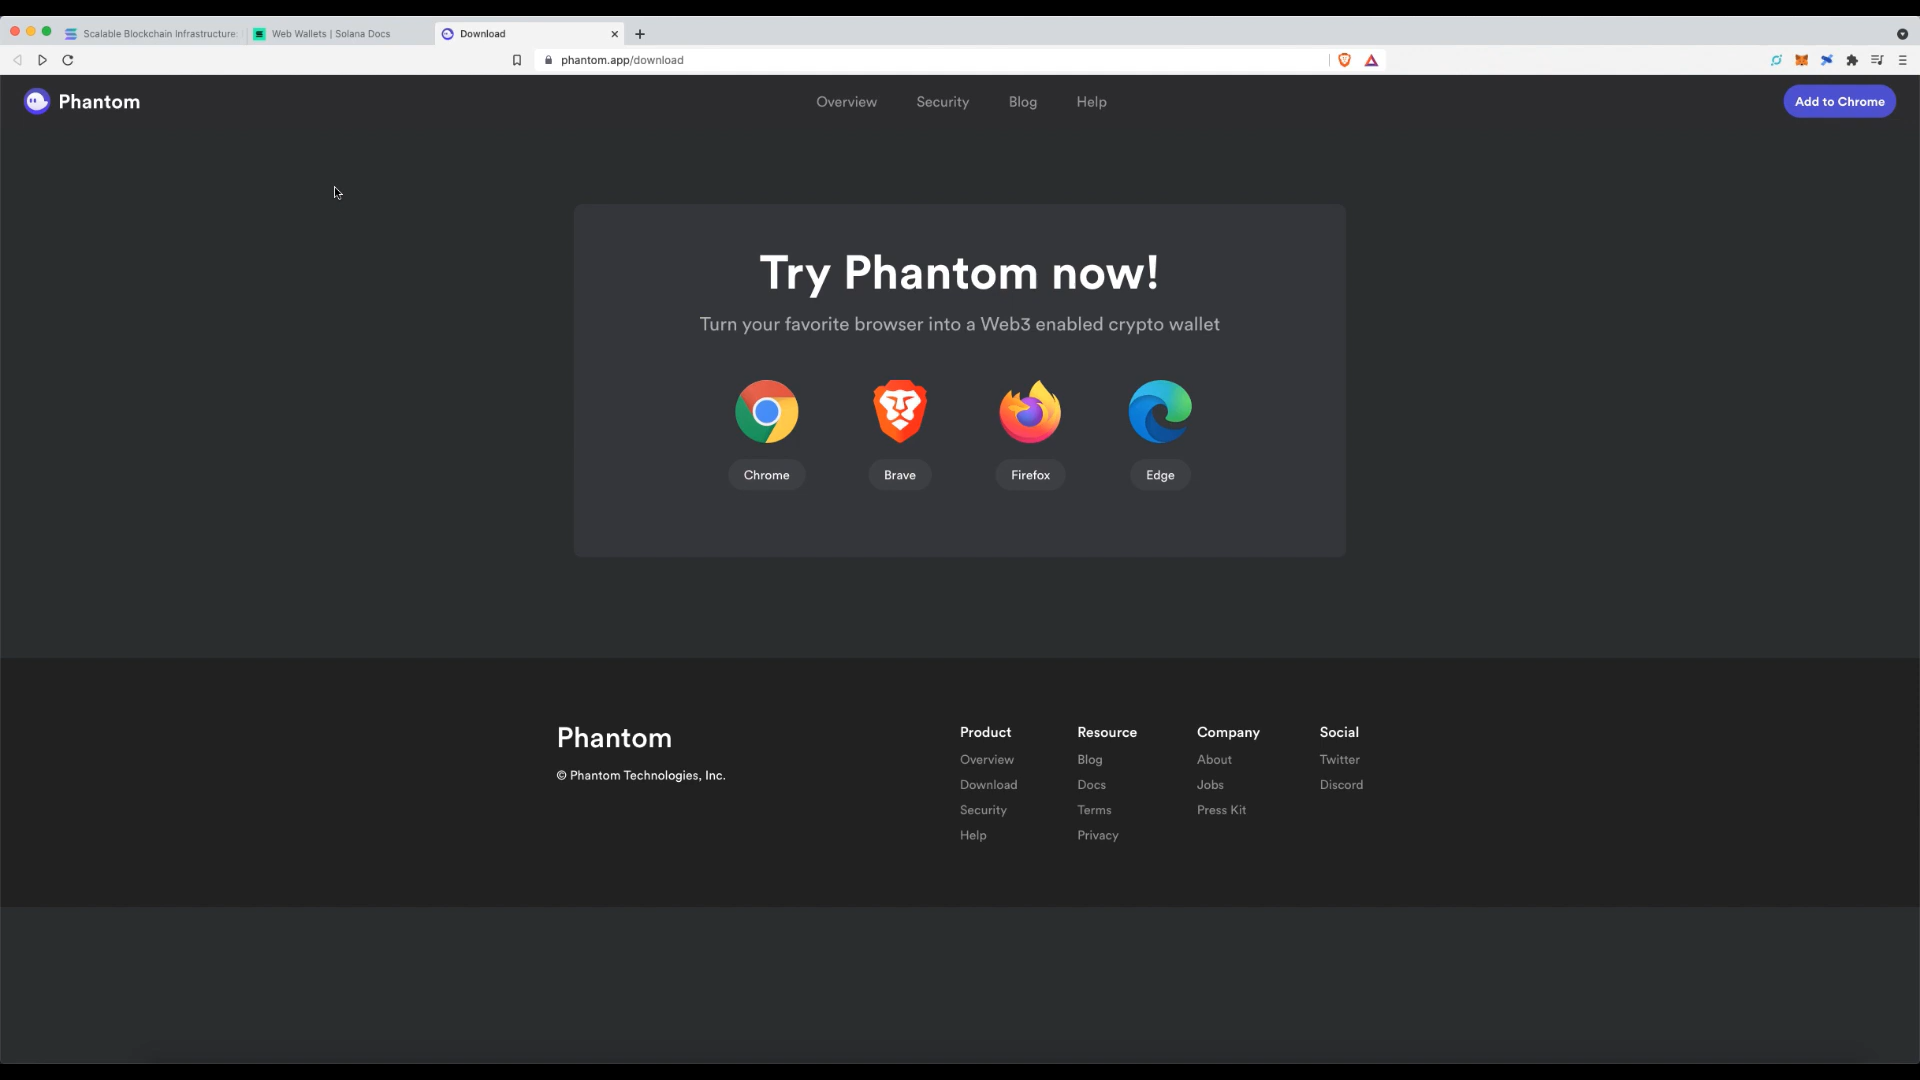 Scalable Blockchain Infrastructure:
Web Wallets | Solana Docs
Download
phantom.app/download
Phantom
Overview
Security
Blog
Help
Add to Chrome
Try Phantom now!
Turn your favorite browser into a Web3 enabled crypto wallet
Chrome
Brave
Firefox
Edge
Phantom
© Phantom Technologies, Inc.
Product
Overview
Download
Security
Help
Resource
Blog
Docs
Terms
Privacy
Company
About
Jobs
Press Kit
Social
Twitter
Discord